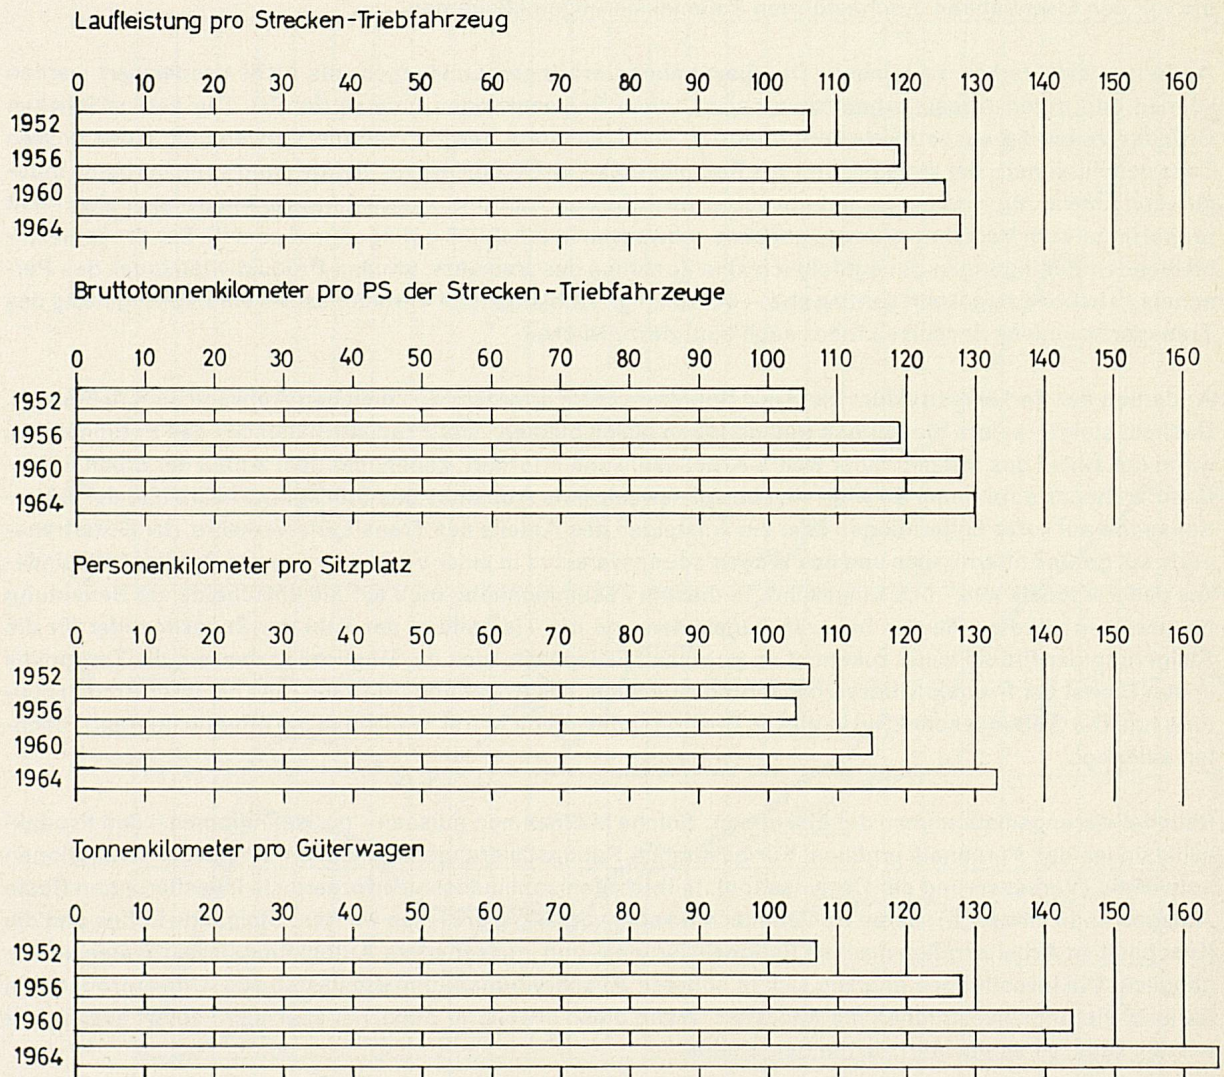 Laufleistung pro Strecken-Triebfahrzeug
0 10 20 30 40 50 60 70 80 90 100 110 120 130 140 150 160
1952
1956
1960
1964
Bruttotonnenkilometer pro PS der Strecken-Triebfahrzeuge
0 10 20 30 40 50 60 70 80 90 100 110 120 130 140 150 160
1952
1956
1960
1964
Personenkilometer pro Sitzplatz
0 10 20 30 40 50 60 70 80 90 100 110 120 130 140 150 160
1952
1956
1960
1964
Tonnenkilometer pro Güterwagen
0 10 20 30 40 50 60 70 80 90 100 110 120 130 140 150 160
1952
1956
1960
1964